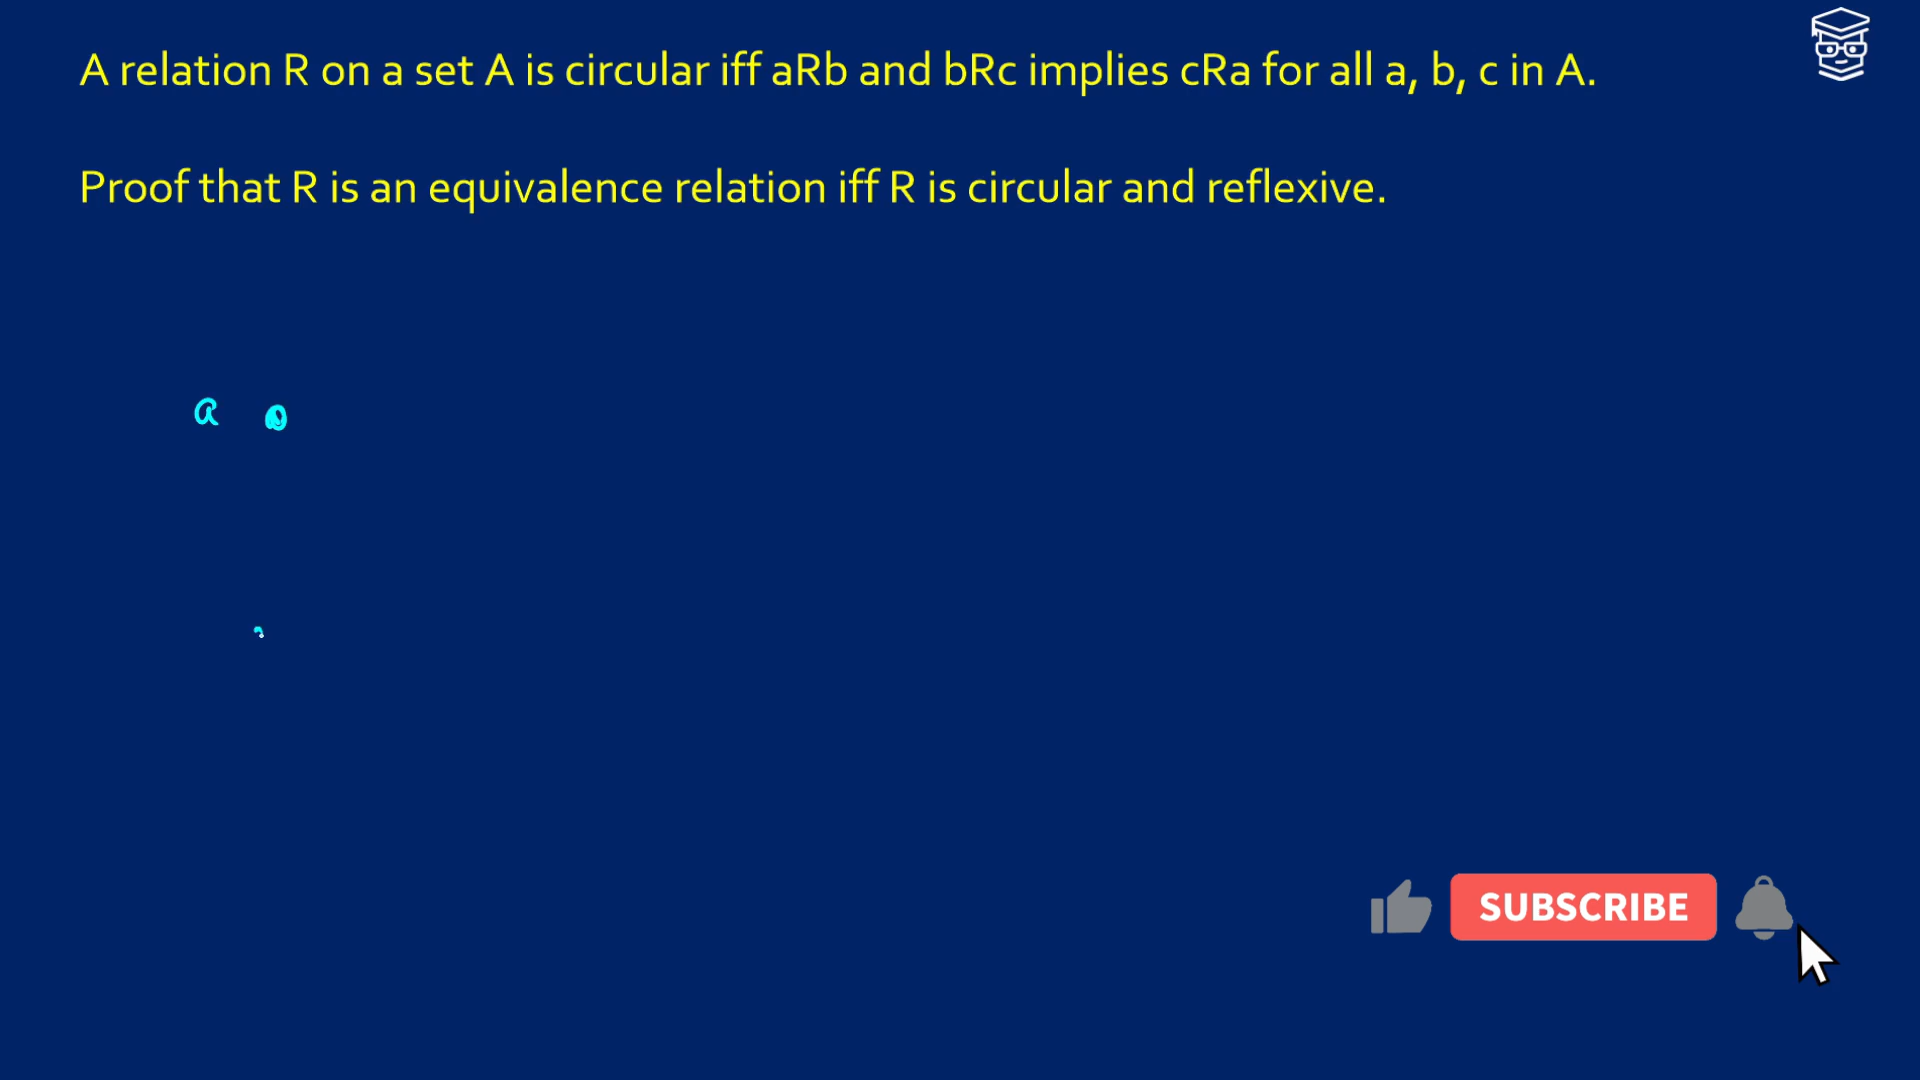 A relation R on a set A is circular iff aRb and bRc implies cRa for all a, b, c in A.
Proof that R is an equivalence relation iff R is circular and reflexive.
a
SUBSCRIBE